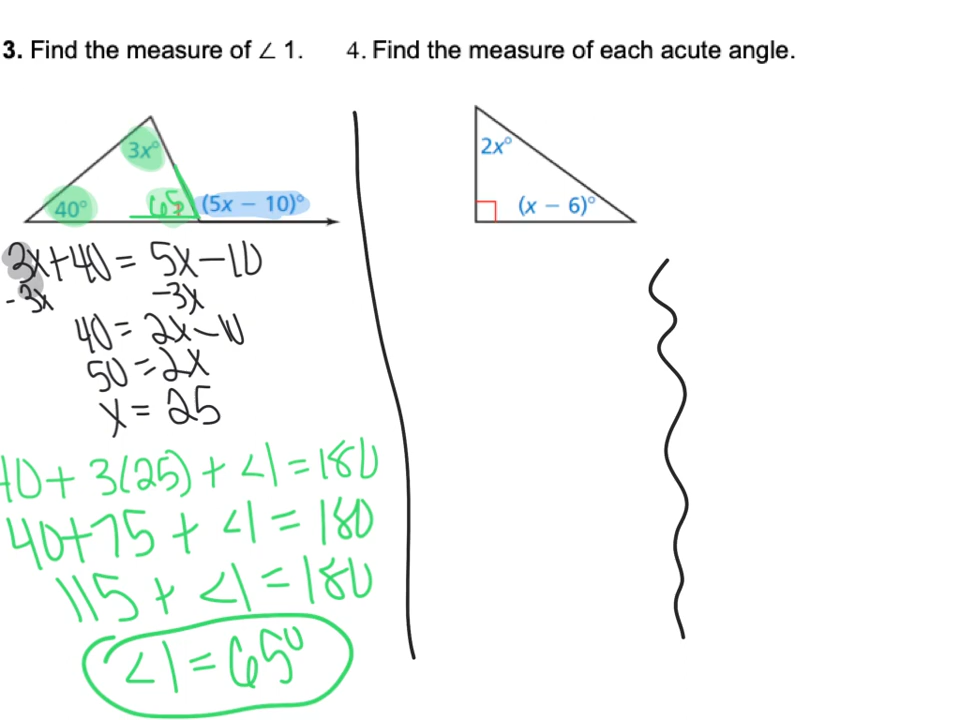 3. Find the measure of ∠ 1.
4. Find the measure of each acute angle.
3x°
40°
65
(5x − 10)°
2x°
(x − 6)°
3x+40 = 5x−10
-3x −3x
40 = 2x−10
50 = 2x
x = 25
40 + 3(25) + ∠1 = 180
40+75 + ∠1 = 180
115 + ∠1 = 180
∠1 = 65°